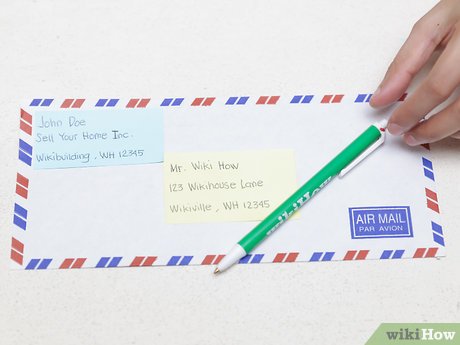 John Doe
Sell Your Home Inc.
Wikibuilding, WH 12345
Mr. Wiki How
123 Wikihouse Lane
Wikiville, WH 12345
wikiHow
AIR MAIL
PAR AVION
wikiHow